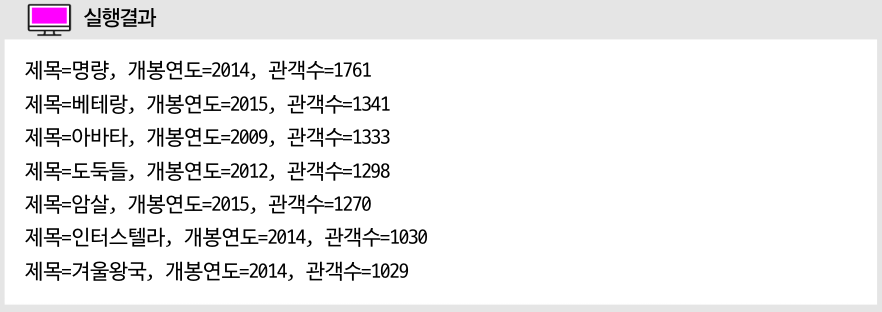 실행결과
제목=명량, 개봉연도=2014, 관객수=1761
제목=베테랑, 개봉연도=2015, 관객수=1341
제목=아바타, 개봉연도=2009, 관객수=1333
제목=도둑들, 개봉연도=2012, 관객수=1298
제목=암살, 개봉연도=2015, 관객수=1270
제목=인터스텔라, 개봉연도=2014, 관객수=1030
제목=겨울왕국, 개봉연도=2014, 관객수=1029